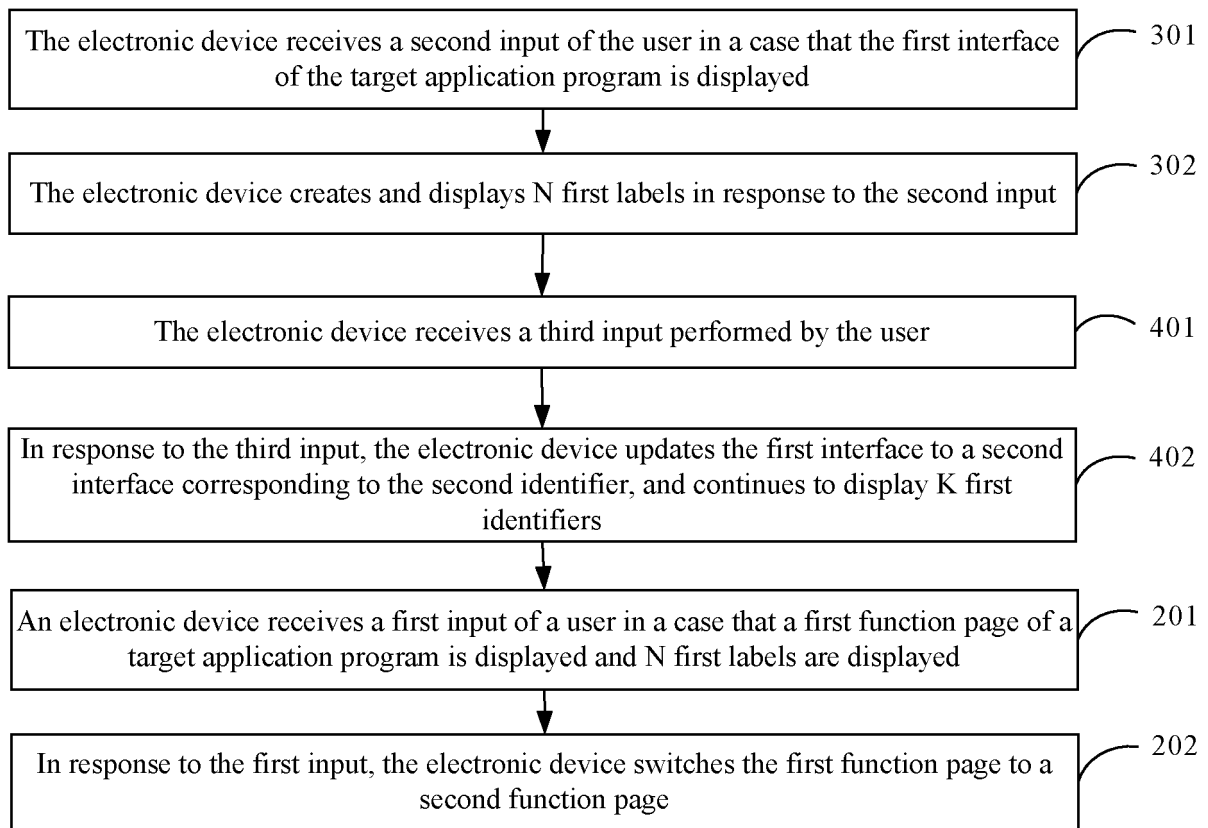 The electronic device receives a second input of the user in a case that the first interface
of the target application program is displayed
301
The electronic device creates and displays N first labels in response to the second input
302
The electronic device receives a third input performed by the user
401
In response to the third input, the electronic device updates the first interface to a second
interface corresponding to the second identifier, and continues to display K first
identifiers
402
An electronic device receives a first input of a user in a case that a first function page of a
target application program is displayed and N first labels are displayed
201
In response to the first input, the electronic device switches the first function page to a
second function page
202